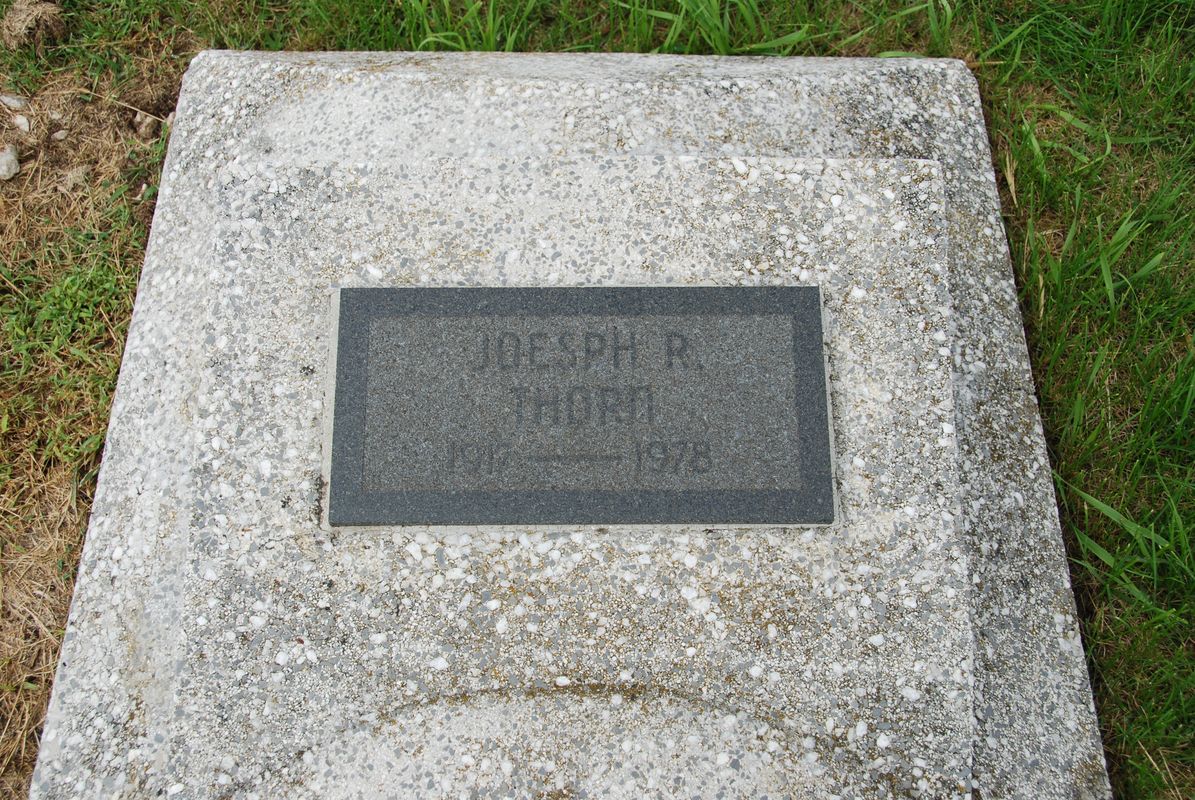 JOESPH R.
THORN
1917 — 1978